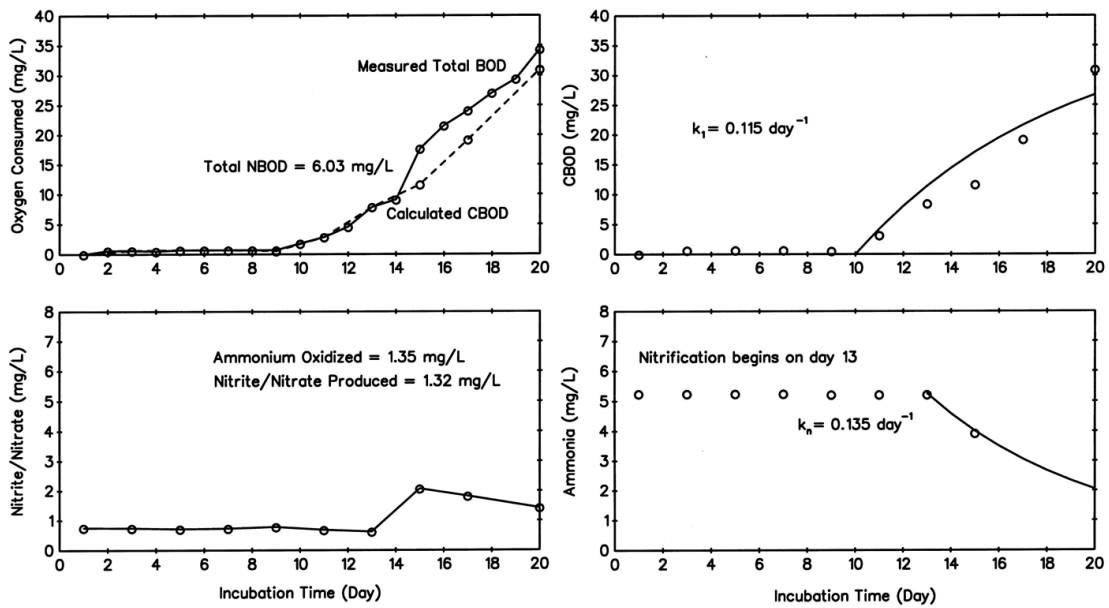 40
35
30
25
20
15
10
5
0
Oxygen Consumed (mg/L)
Measured Total BOD
Total NBOD = 6.03 mg/L
Calculated CBOD
0 2 4 6 8 10 12 14 16 18 20
40
35
30
25
20
15
10
5
0
CBOD (mg/L)
k₁= 0.115 day⁻¹
0 2 4 6 8 10 12 14 16 18 20
8
7
6
5
4
3
2
1
0
Nitrite/Nitrate (mg/L)
Ammonium Oxidized = 1.35 mg/L
Nitrite/Nitrate Produced = 1.32 mg/L
0 2 4 6 8 10 12 14 16 18 20
Incubation Time (Day)
8
7
6
5
4
3
2
1
0
Ammonia (mg/L)
Nitrification begins on day 13
kₙ= 0.135 day⁻¹
0 2 4 6 8 10 12 14 16 18 20
Incubation Time (Day)